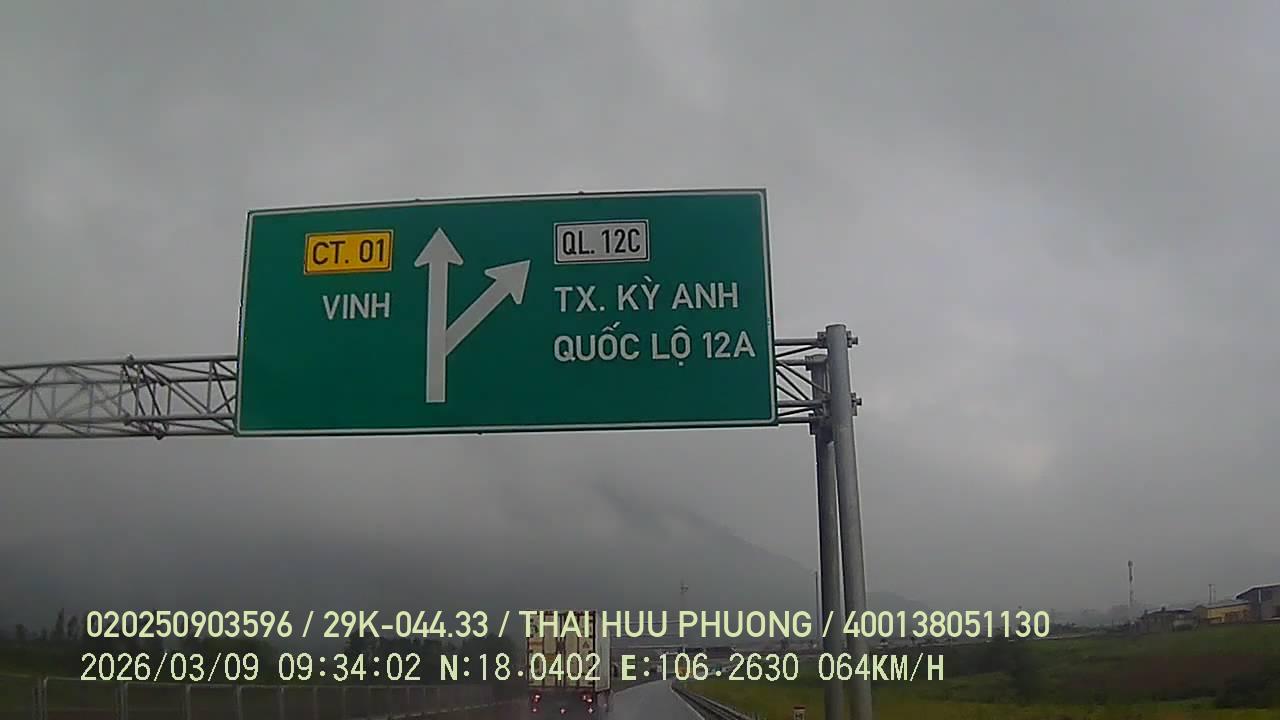 CT. 01
VINH
QL. 12C
TX. KỲ ANH
QUỐC LỘ 12A
020250903596 / 29K-044.33 / THAI HUU PHUONG / 400138051130
2026/03/09 09:34:02 N:18.0402 E:106.2630 064KM/H